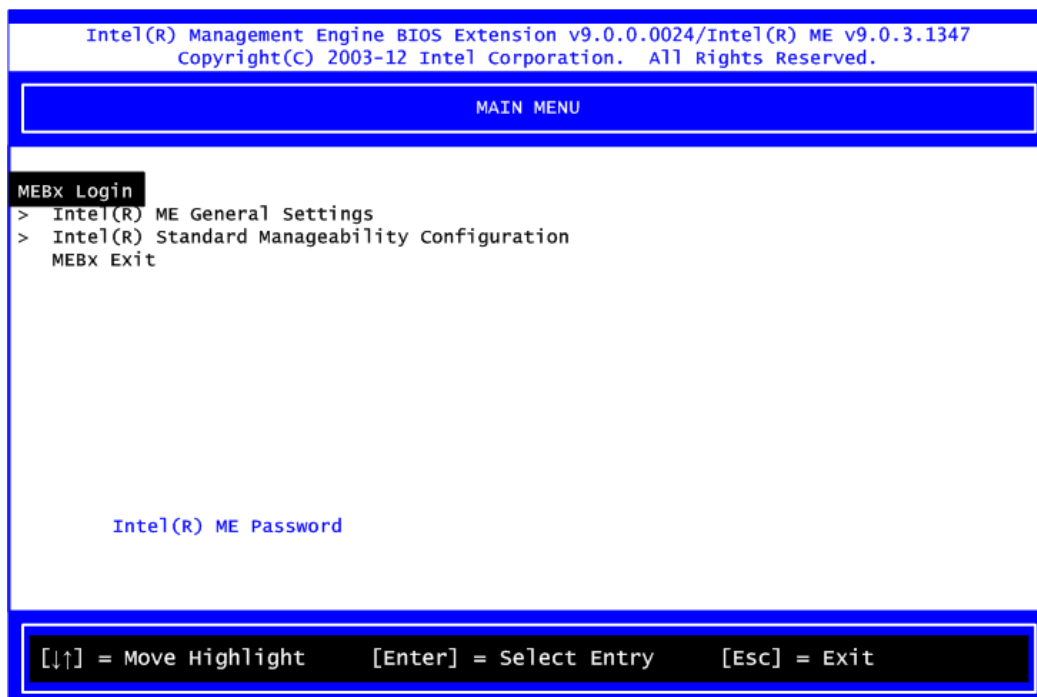 Intel(R) Management Engine BIOS Extension v9.0.0.0024/Intel(R) ME v9.0.3.1347
Copyright(C) 2003-12 Intel Corporation. All Rights Reserved.
MAIN MENU
MEBx Login
> Intel(R) ME General Settings
> Intel(R) Standard Manageability Configuration
MEBx Exit
Intel(R) ME Password
[↓↑] = Move Highlight [Enter] = Select Entry [Esc] = Exit